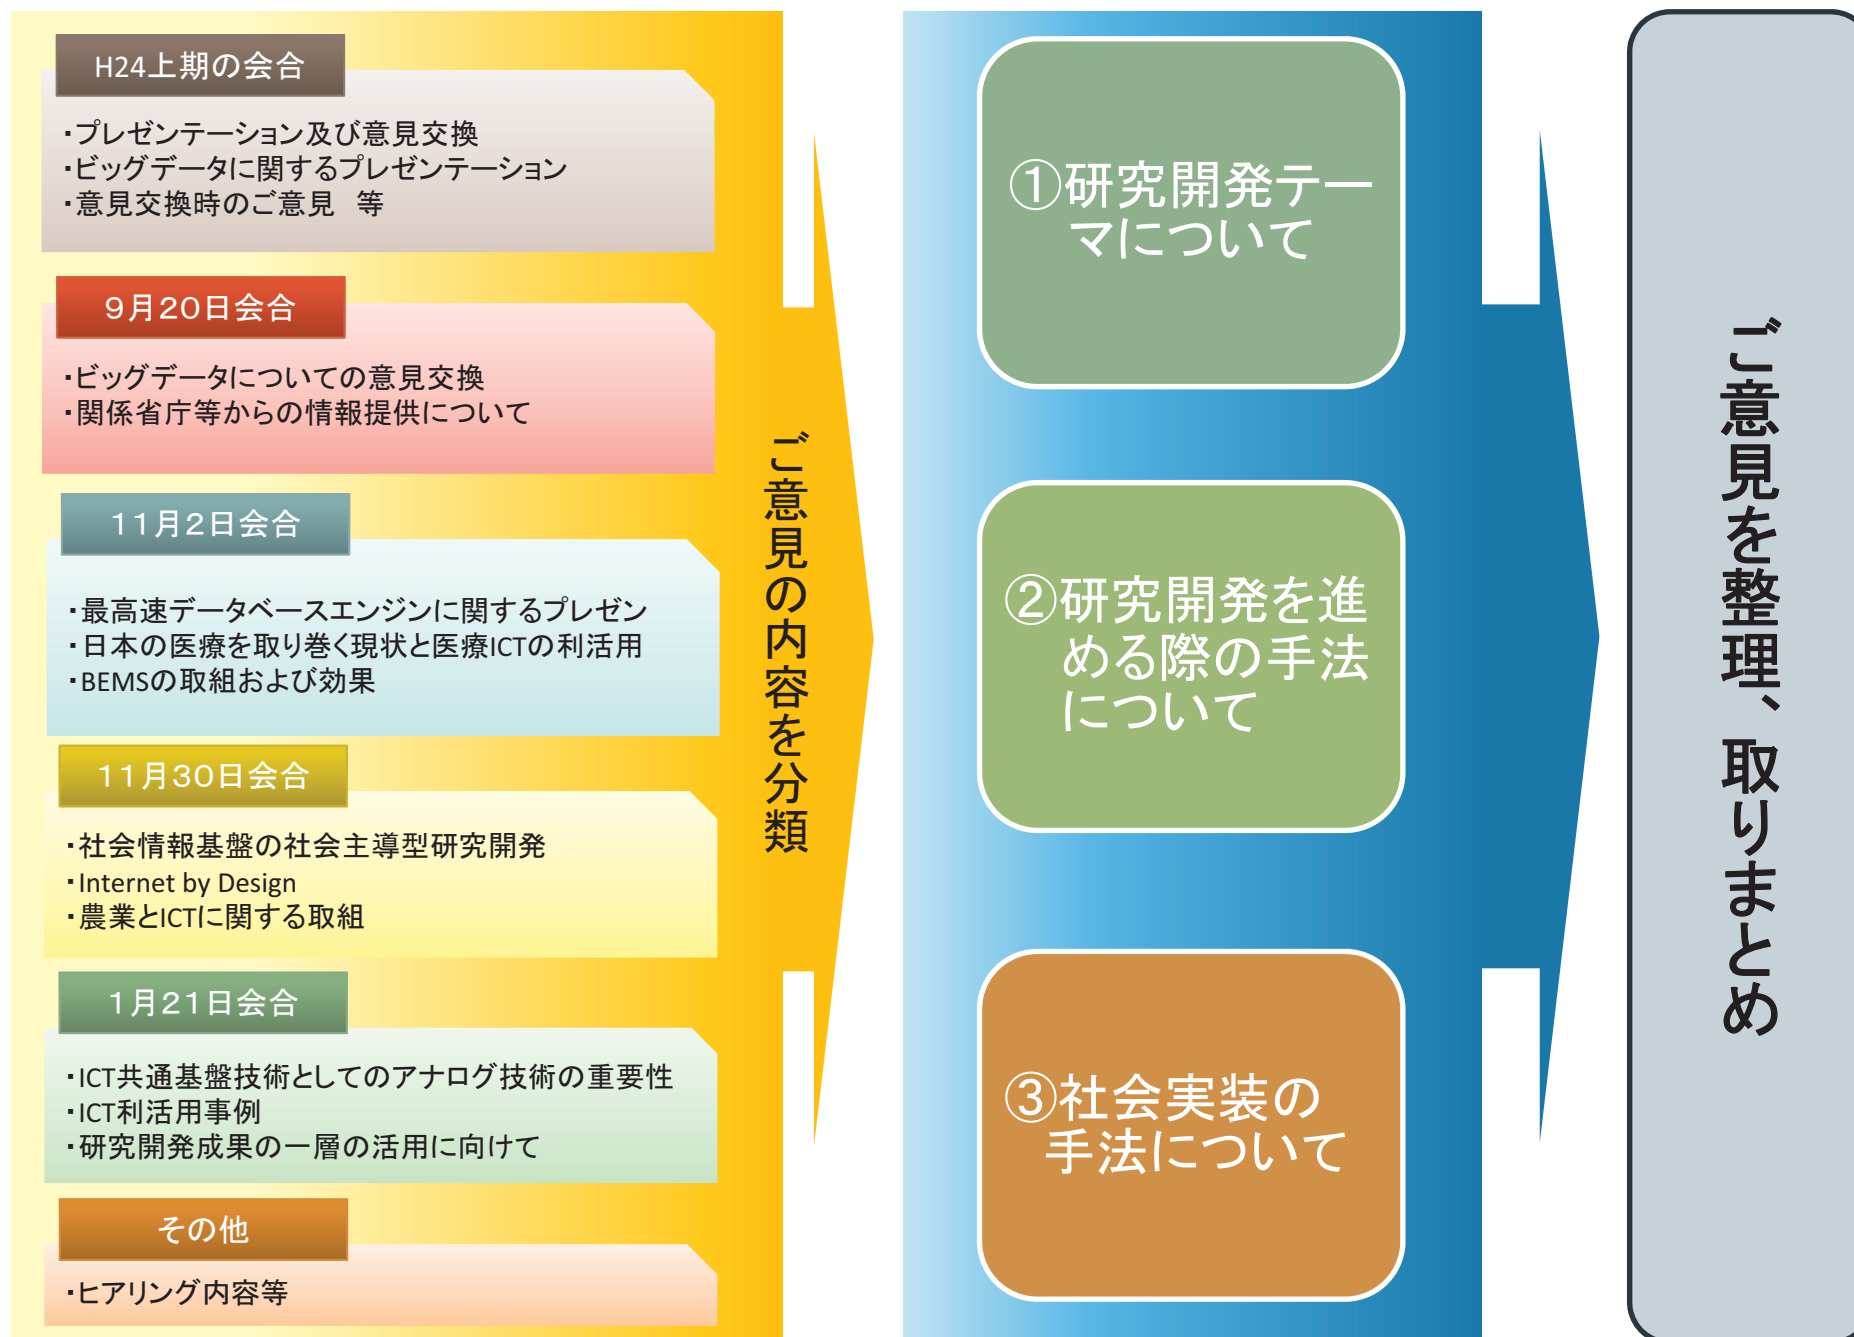 H24上期の会合
・プレゼンテーション及び意見交換
・ビッグデータに関するプレゼンテーション
・意見交換時のご意見　等
９月２０日会合
・ビッグデータについての意見交換
・関係省庁等からの情報提供について
１１月２日会合
・最高速データベースエンジンに関するプレゼン
・日本の医療を取り巻く現状と医療ICTの利活用
・BEMSの取組および効果
１１月３０日会合
・社会情報基盤の社会主導型研究開発
・Internet by Design
・農業とICTに関する取組
１月２１日会合
・ICT共通基盤技術としてのアナログ技術の重要性
・ICT利活用事例
・研究開発成果の一層の活用に向けて
その他
・ヒアリング内容等
ご意見の内容を分類
①研究開発テー
マについて
②研究開発を進
める際の手法
について
③社会実装の
手法について
ご意見を整理、取りまとめ